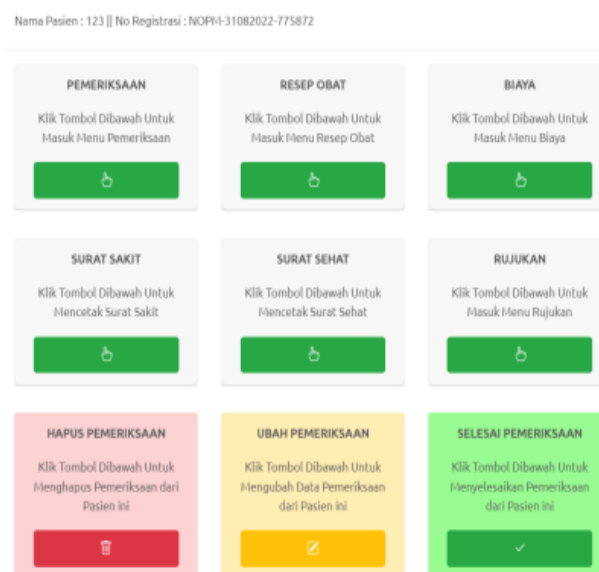 Nama Pasien : 123 || No Registrasi : NOPM-31082022-775872
PEMERIKSAAN
Klik Tombol Dibawah Untuk
Masuk Menu Pemeriksaan
RESEP OBAT
Klik Tombol Dibawah Untuk
Masuk Menu Resep Obat
BIAYA
Klik Tombol Dibawah Untuk
Masuk Menu Biaya
SURAT SAKIT
Klik Tombol Dibawah Untuk
Mencetak Surat Sakit
SURAT SEHAT
Klik Tombol Dibawah Untuk
Mencetak Surat Sehat
RUJUKAN
Klik Tombol Dibawah Untuk
Masuk Menu Rujukan
HAPUS PEMERIKSAAN
Klik Tombol Dibawah Untuk
Menghapus Pemeriksaan dari
Pasien ini
UBAH PEMERIKSAAN
Klik Tombol Dibawah Untuk
Mengubah Data Pemeriksaan
dari Pasien ini
SELESAI PEMERIKSAAN
Klik Tombol Dibawah Untuk
Menyelesaikan Pemeriksaan
dari Pasien ini